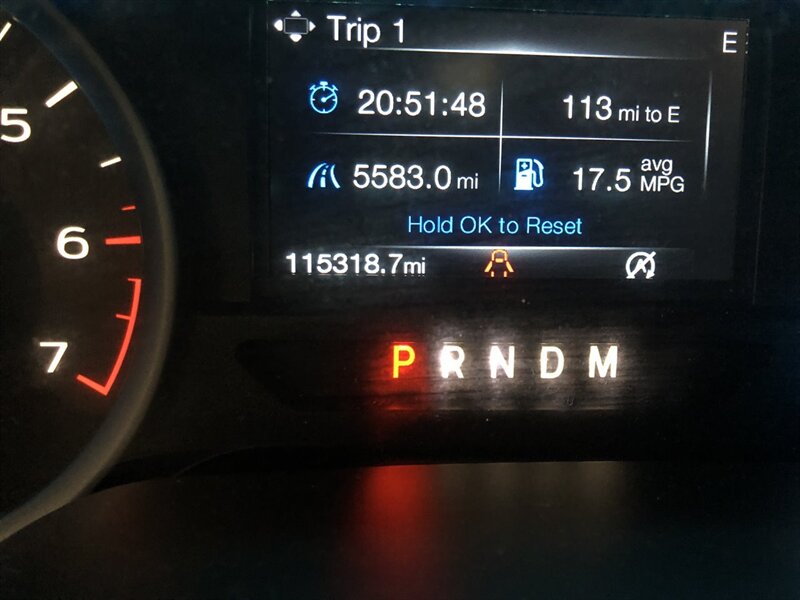 Trip 1
E
20:51:48
113 mi to E
5583.0 mi
17.5 avg MPG
Hold OK to Reset
115318.7mi
P R N D M
5
6
7